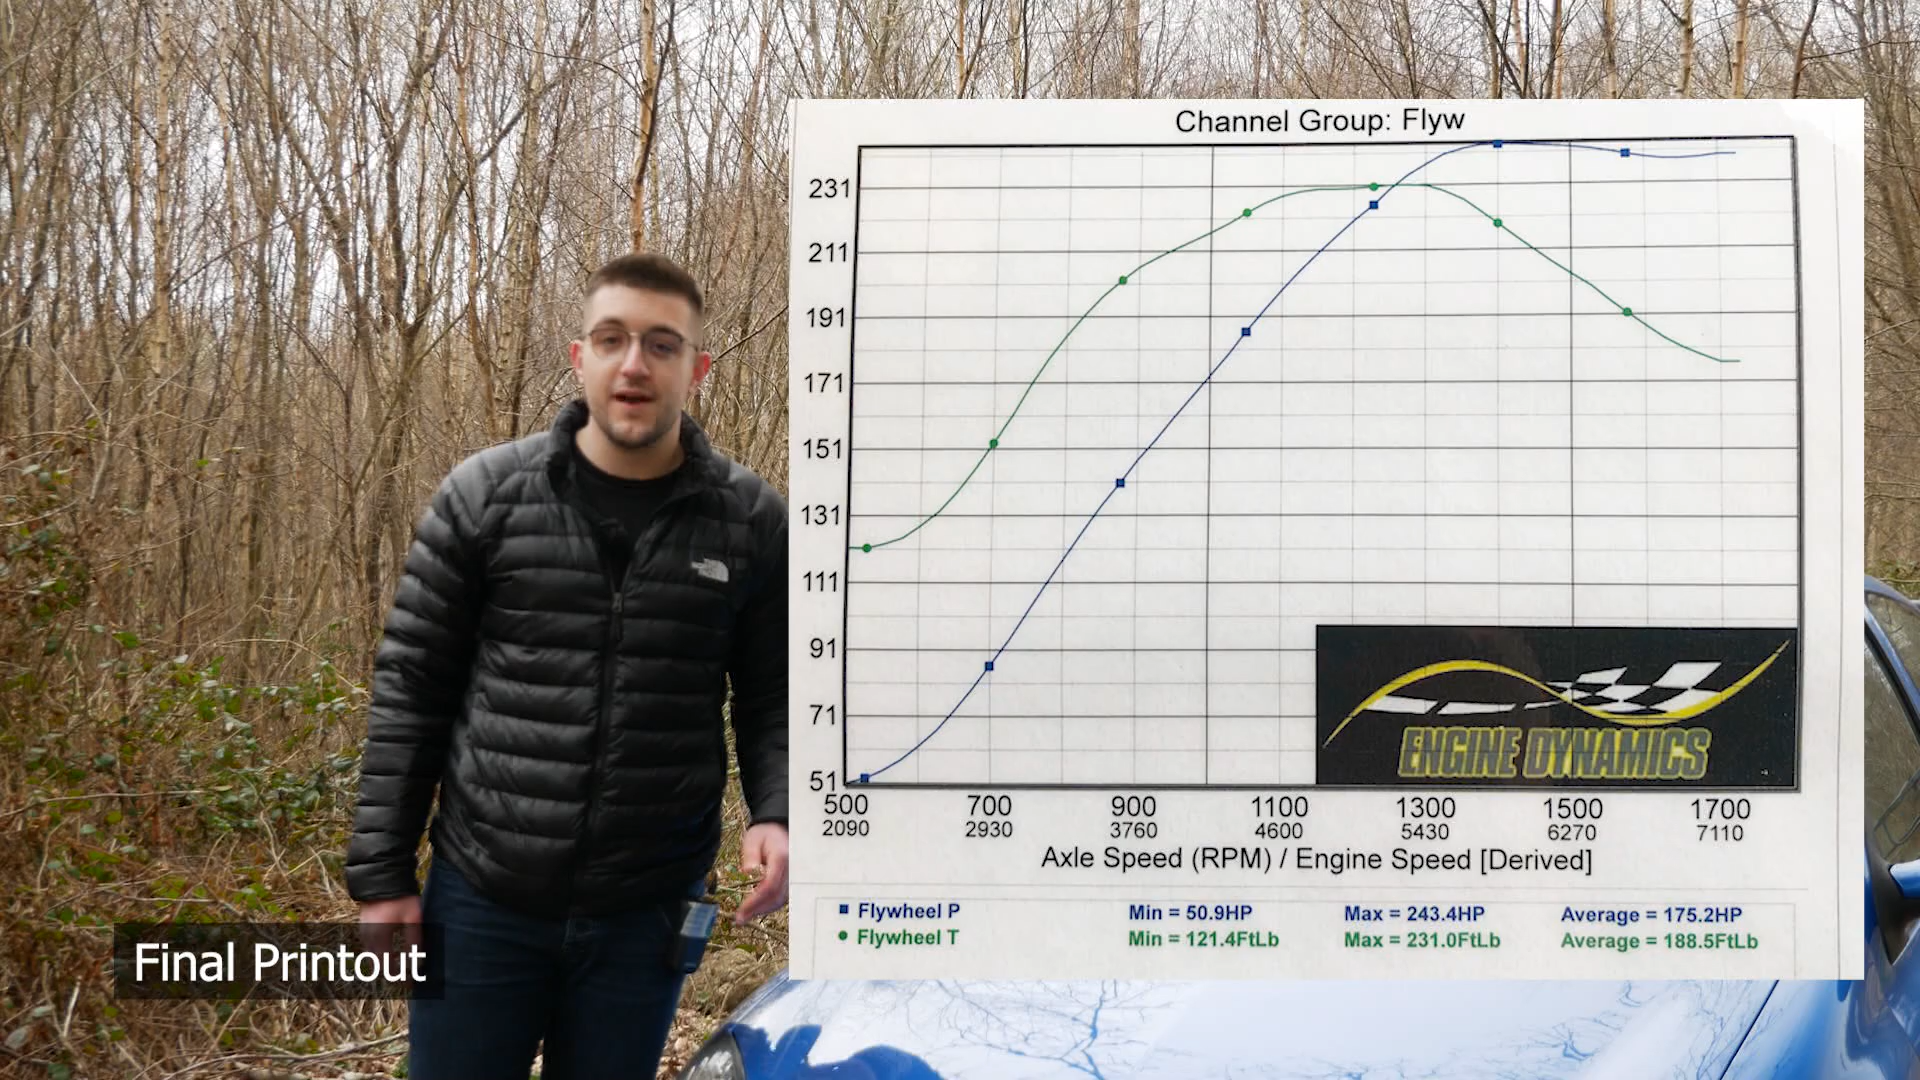 Channel Group: Flyw
231
211
191
171
151
131
111
91
71
51
500 700 900 1100 1300 1500 1700
2090 2930 3760 4600 5430 6270 7110
Axle Speed (RPM) / Engine Speed [Derived]
ENGINE DYNAMICS
Flywheel P Min = 50.9HP Max = 243.4HP Average = 175.2HP
Flywheel T Min = 121.4FtLb Max = 231.0FtLb Average = 188.5FtLb
Final Printout